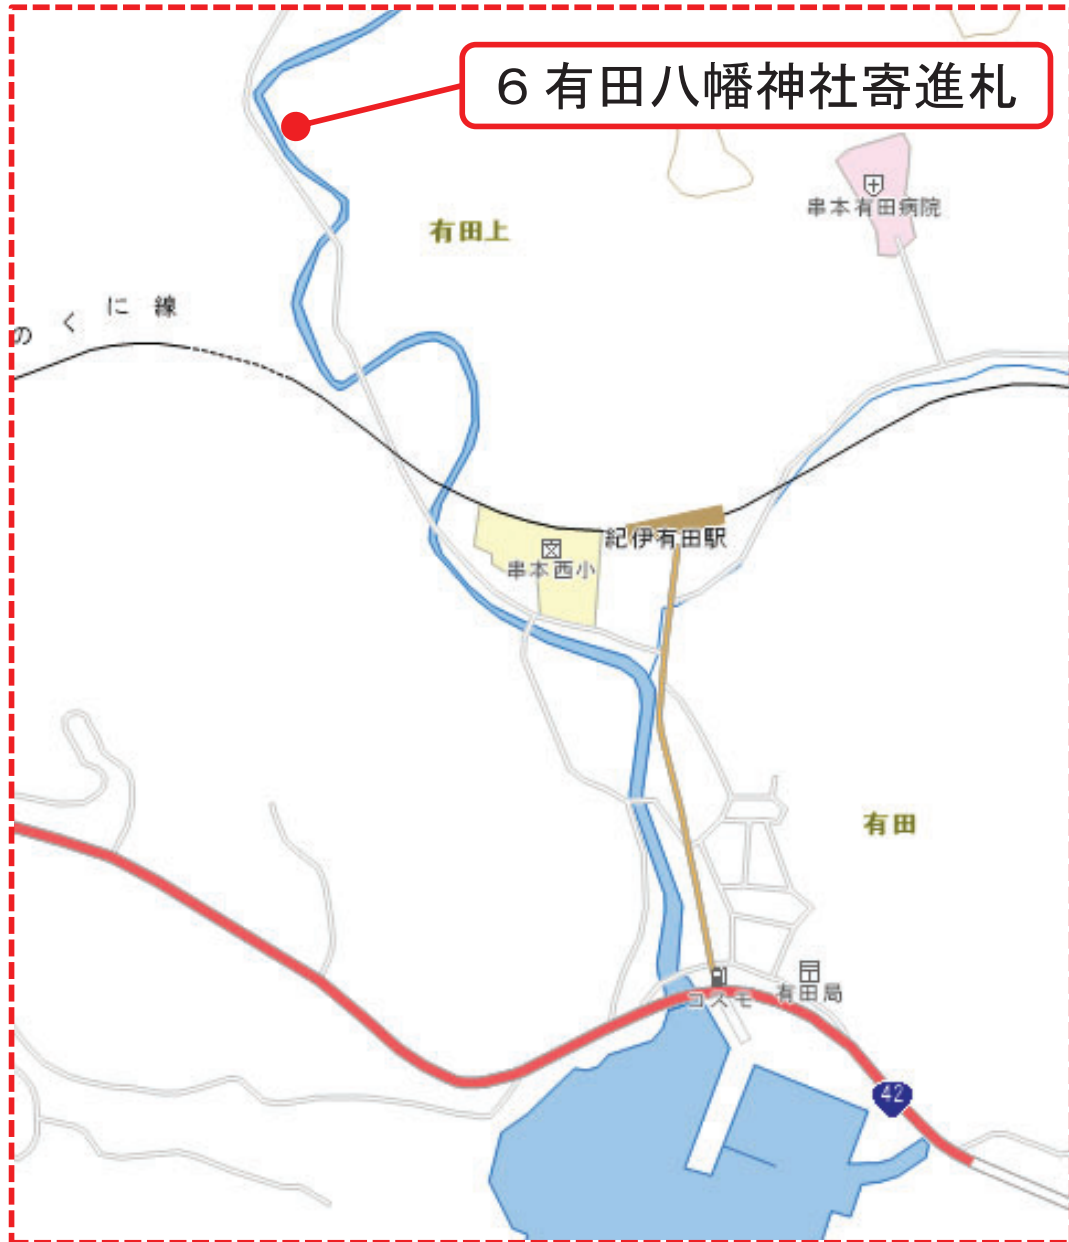 6 有田八幡神社寄進札
串本有田病院
有田上
のくに線
紀伊有田駅
串本西小
有田
コスモ
有田局
42